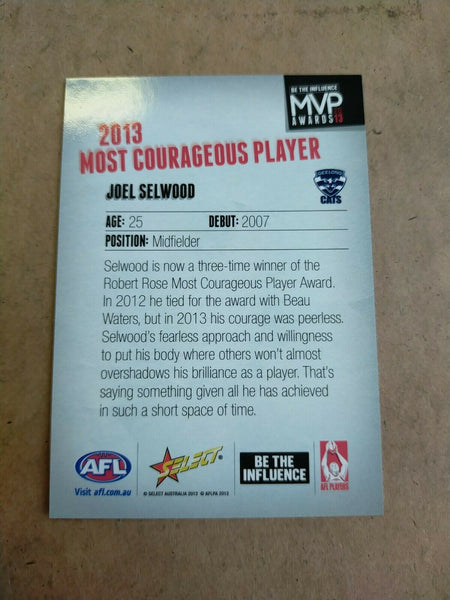 BE THE INFLUENCE
MVP
AWARDS 2013
2013
MOST COURAGEOUS PLAYER
JOEL SELWOOD
GEELONG
CATS
AGE: 25 DEBUT: 2007
POSITION: Midfielder
Selwood is now a three-time winner of the
Robert Rose Most Courageous Player Award.
In 2012 he tied for the award with Beau
Waters, but in 2013 his courage was peerless.
Selwood's fearless approach and willingness
to put his body where others won't almost
overshadows his brilliance as a player. That's
saying something given all he has achieved
in such a short space of time.
AFL
Visit afl.com.au
SELECT
© SELECT AUSTRALIA 2013 © AFLPA 2013
BE THE
INFLUENCE
AFL PLAYERS